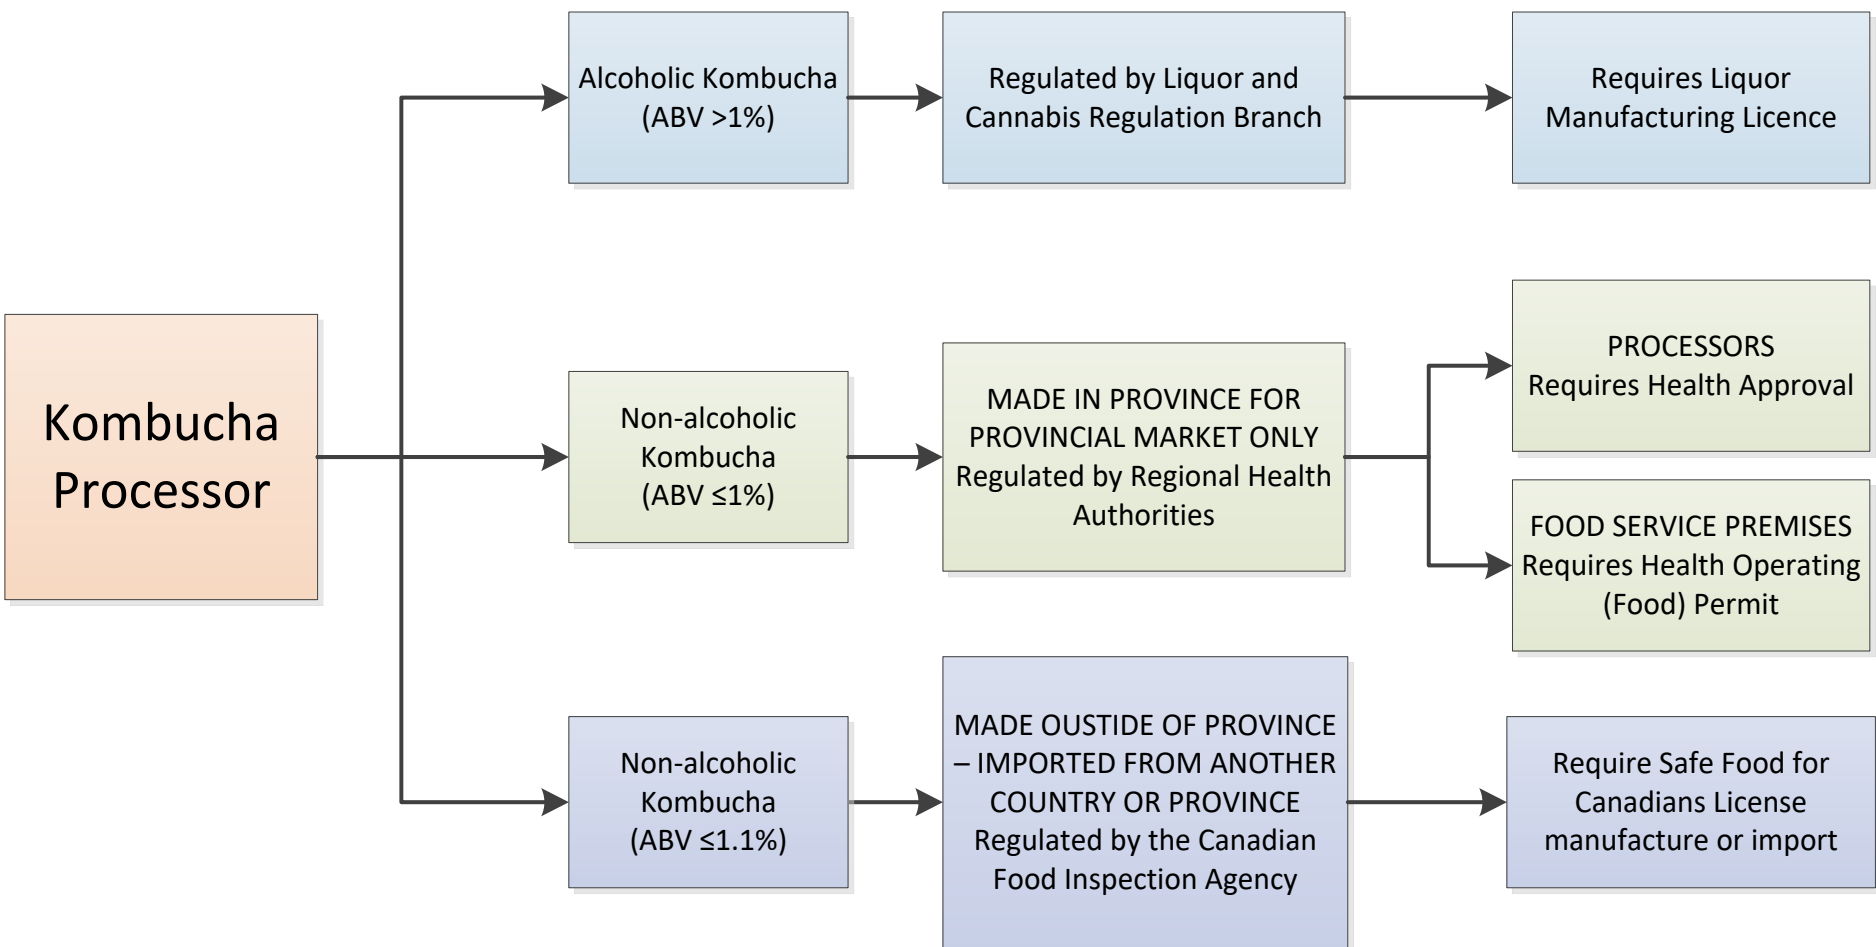 Kombucha
Processor
Alcoholic Kombucha
(ABV >1%)
Regulated by Liquor and
Cannabis Regulation Branch
Requires Liquor
Manufacturing Licence
Non-alcoholic
Kombucha
(ABV ≤1%)
MADE IN PROVINCE FOR
PROVINCIAL MARKET ONLY
Regulated by Regional Health
Authorities
PROCESSORS
Requires Health Approval
FOOD SERVICE PREMISES
Requires Health Operating
(Food) Permit
Non-alcoholic
Kombucha
(ABV ≤1.1%)
MADE OUSTIDE OF PROVINCE
– IMPORTED FROM ANOTHER
COUNTRY OR PROVINCE
Regulated by the Canadian
Food Inspection Agency
Require Safe Food for
Canadians License
manufacture or import